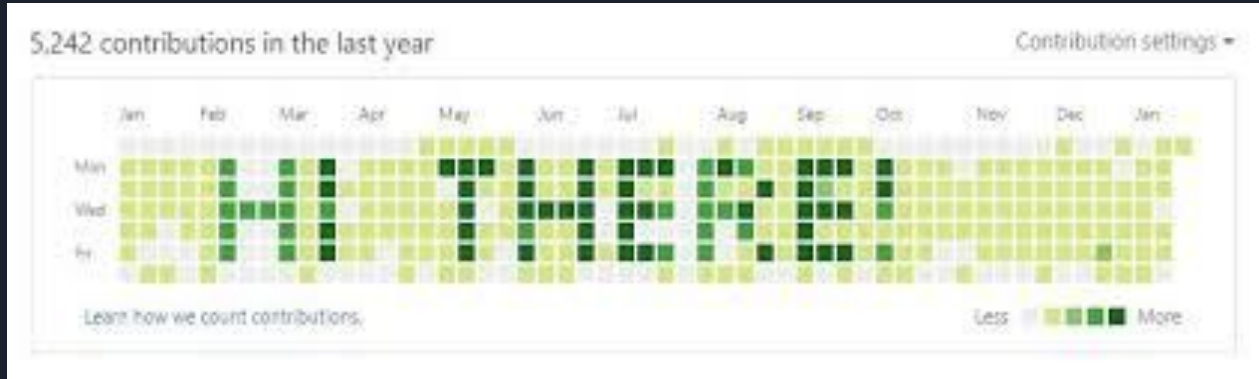 5,242 contributions in the last year
Contribution settings
Jan Feb Mar Apr May Jun Jul Aug Sep Oct Nov Dec Jan
Mon
Wed
Fri
HI THERE!
Learn how we count contributions.
Less More